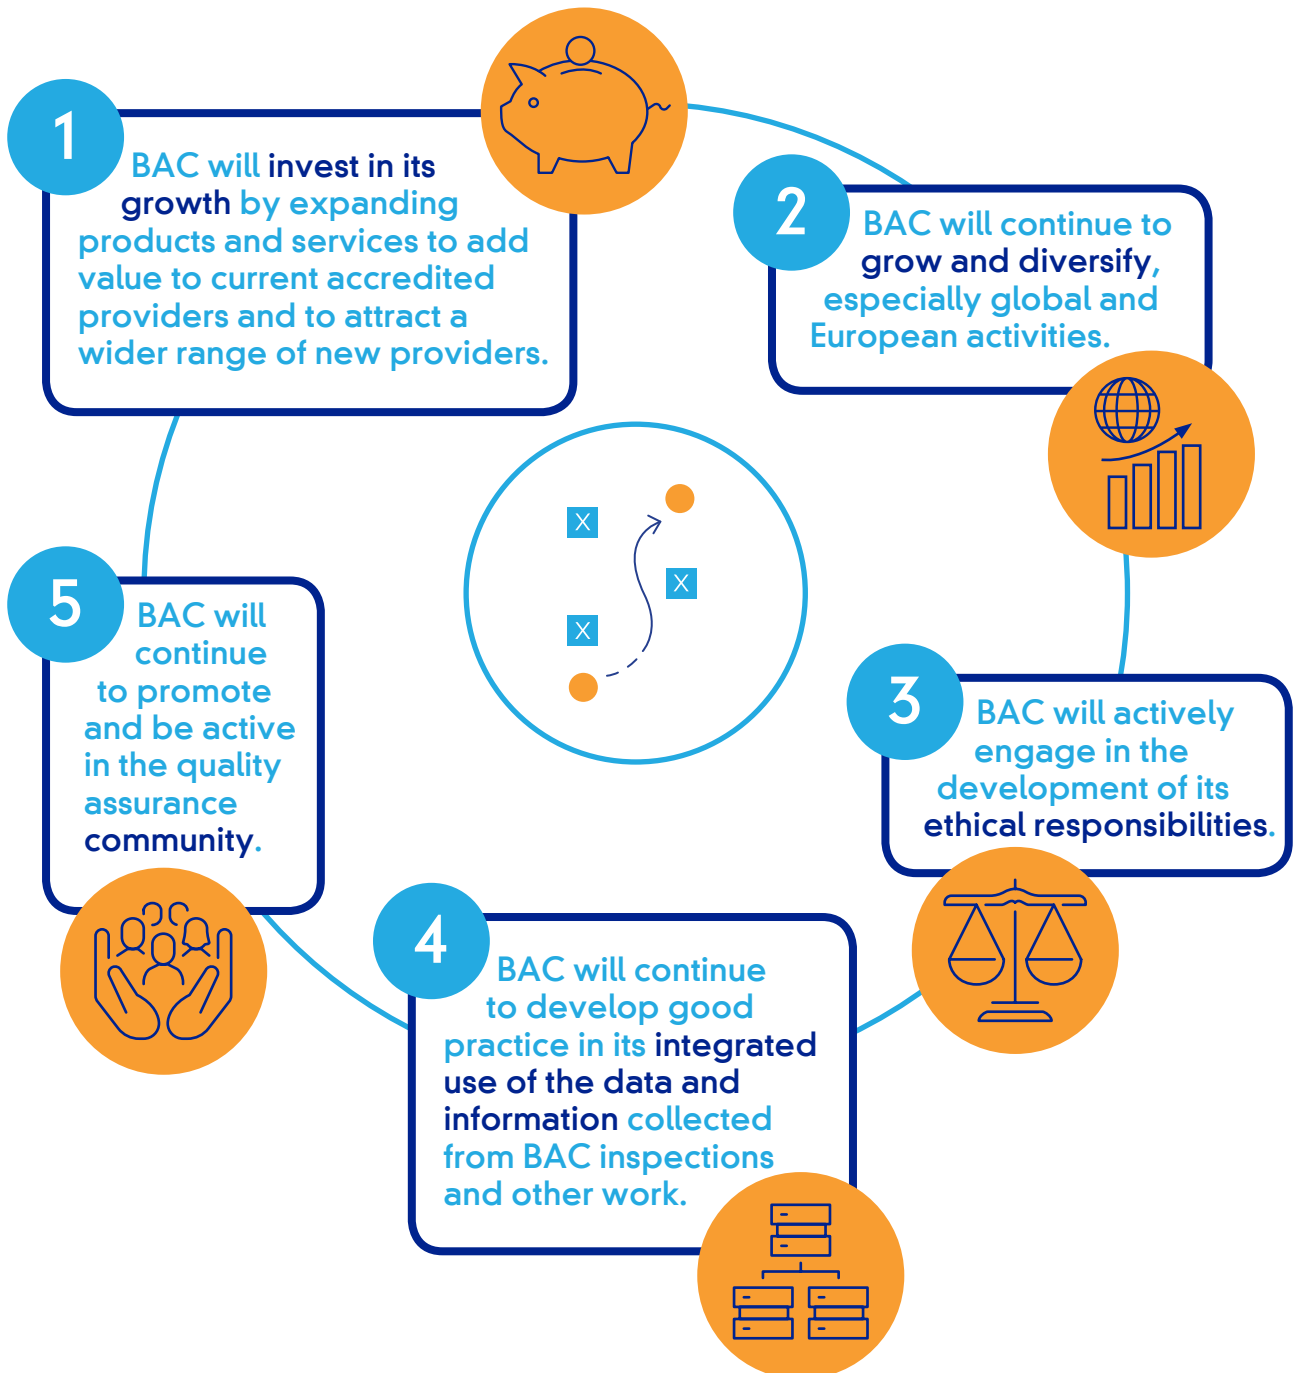 1
BAC will invest in its
growth by expanding
products and services to add
value to current accredited
providers and to attract a
wider range of new providers.
2
BAC will continue to
grow and diversify,
especially global and
European activities.
X
X
X
3
BAC will actively
engage in the
development of its
ethical responsibilities.
4
BAC will continue
to develop good
practice in its integrated
use of the data and
information collected
from BAC inspections
and other work.
5
BAC will
continue
to promote
and be active
in the quality
assurance
community.